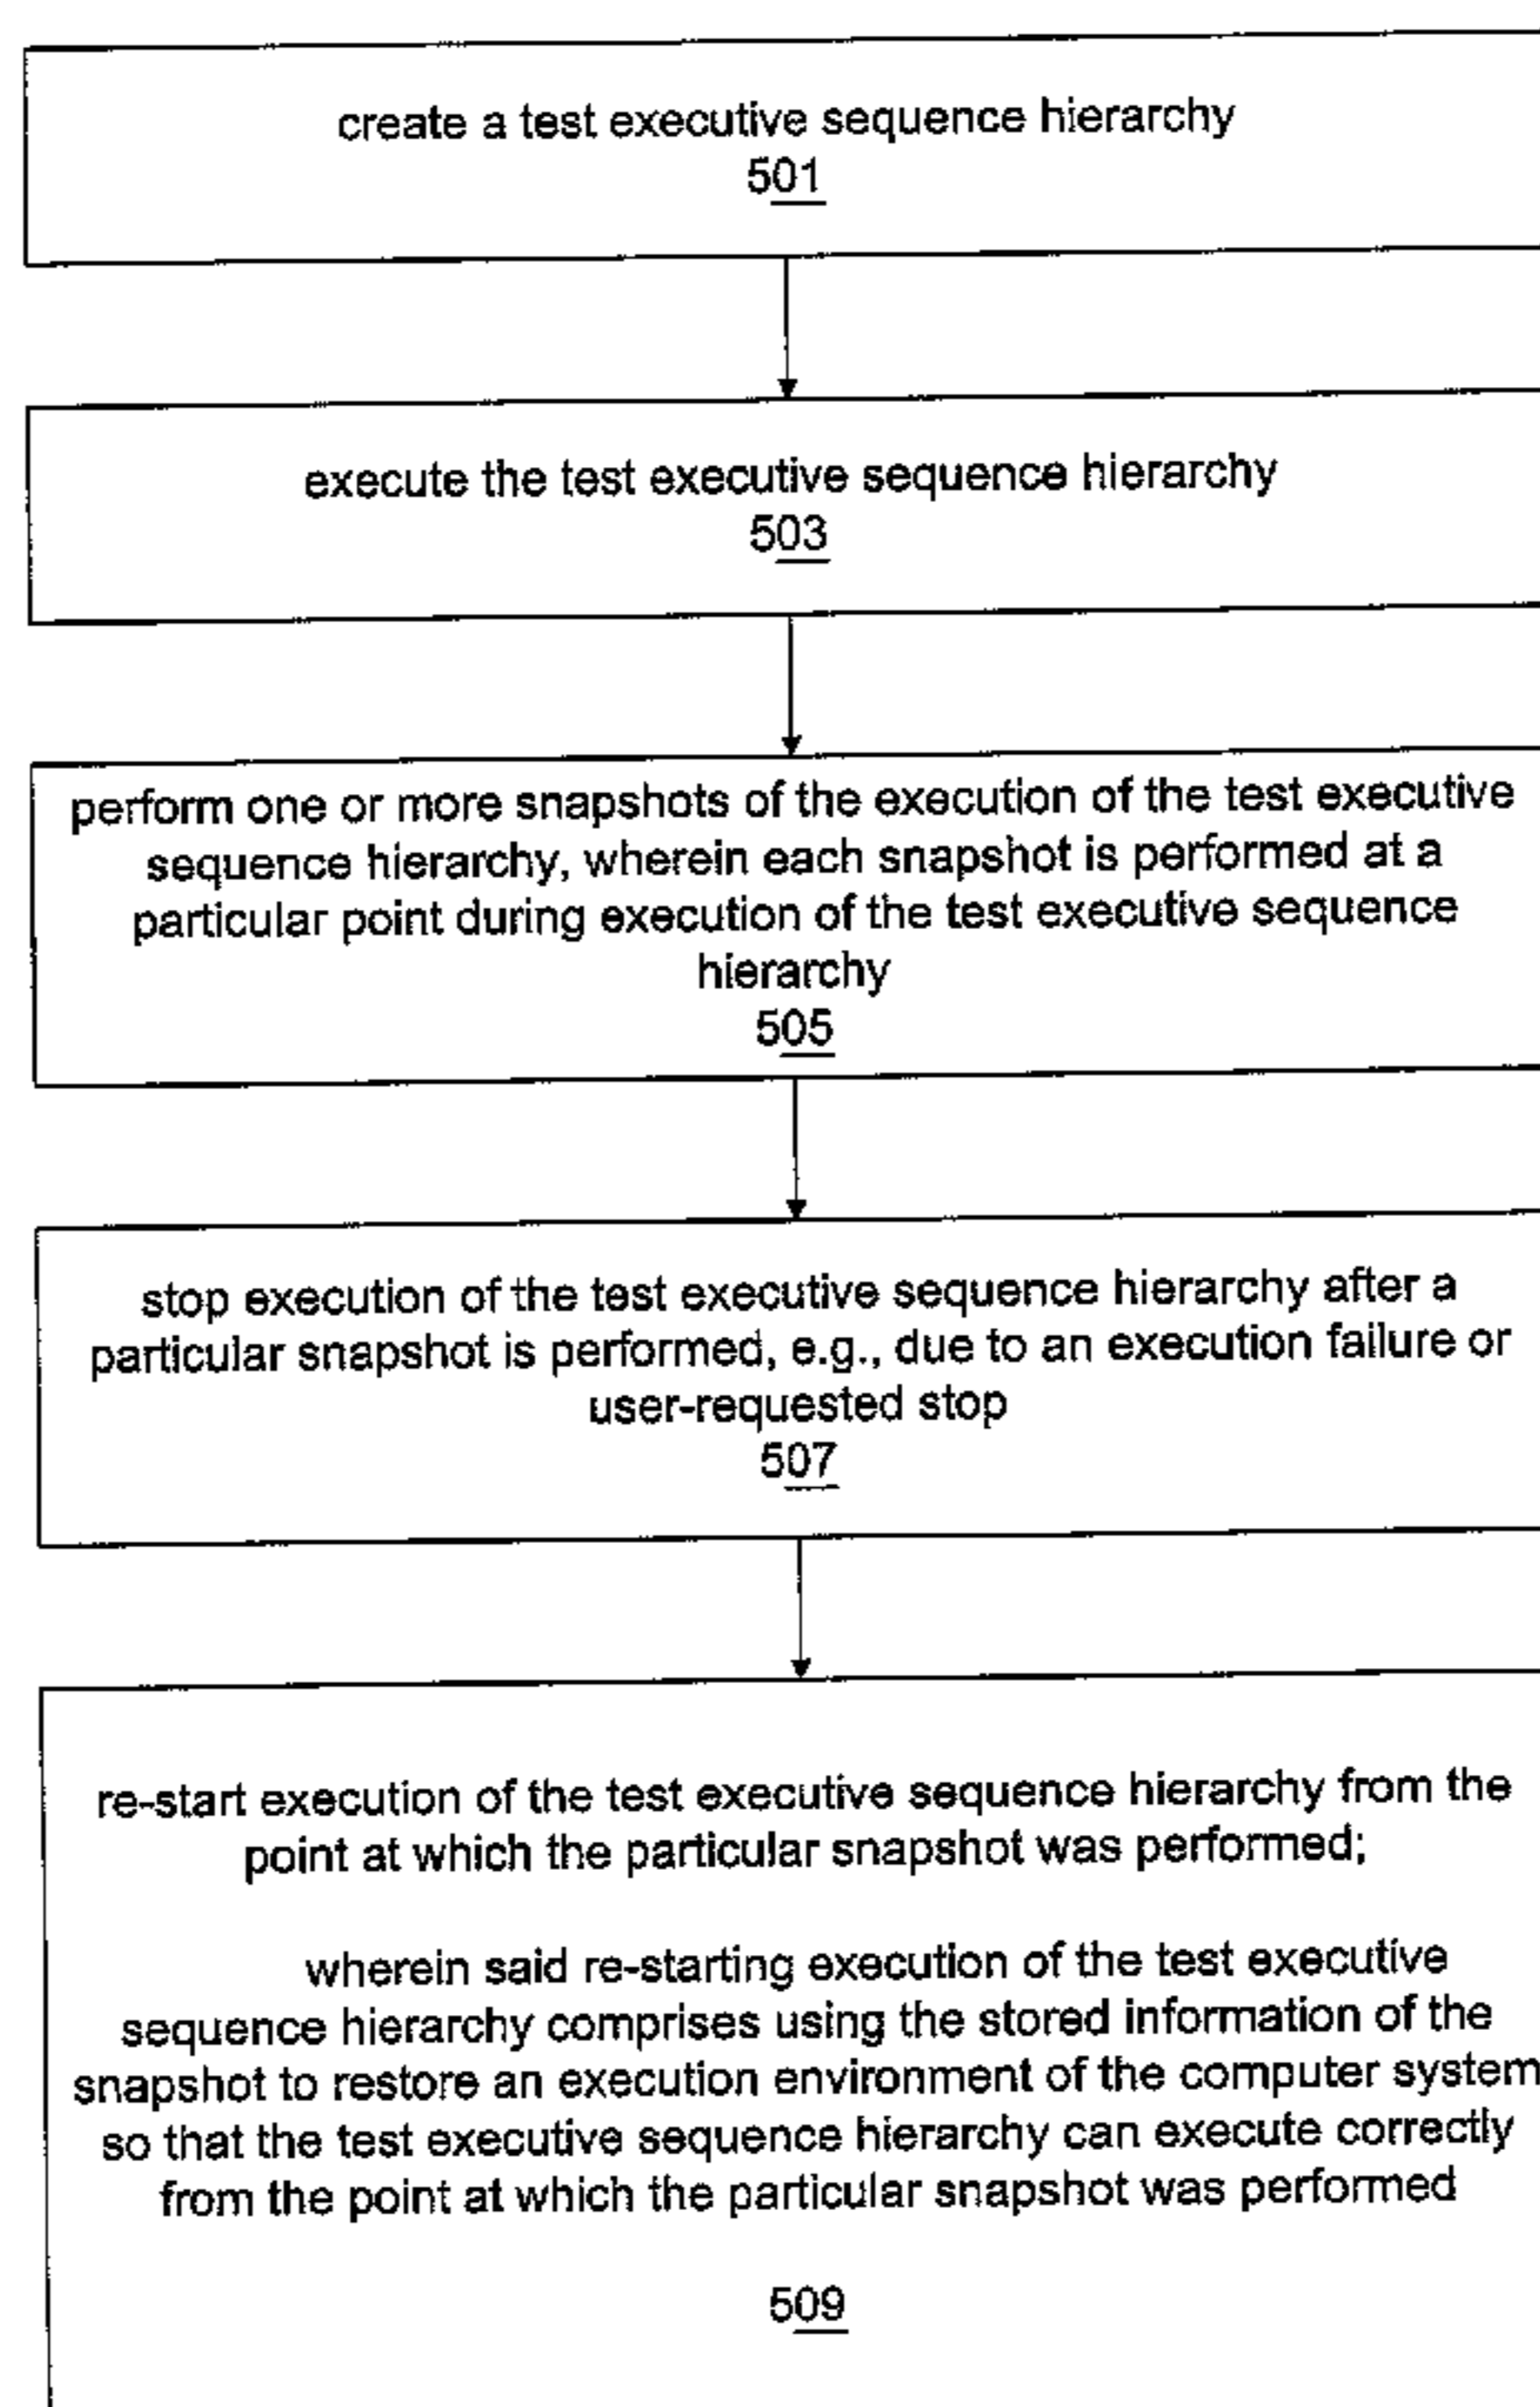 create a test executive sequence hierarchy
501
execute the test executive sequence hierarchy
503
perform one or more snapshots of the execution of the test executive
sequence hierarchy, wherein each snapshot is performed at a
particular point during execution of the test executive sequence
hierarchy
505
stop execution of the test executive sequence hierarchy after a
particular snapshot is performed, e.g., due to an execution failure or
user-requested stop
507
re-start execution of the test executive sequence hierarchy from the
point at which the particular snapshot was performed;
wherein said re-starting execution of the test executive
sequence hierarchy comprises using the stored information of the
snapshot to restore an execution environment of the computer system
so that the test executive sequence hierarchy can execute correctly
from the point at which the particular snapshot was performed
509